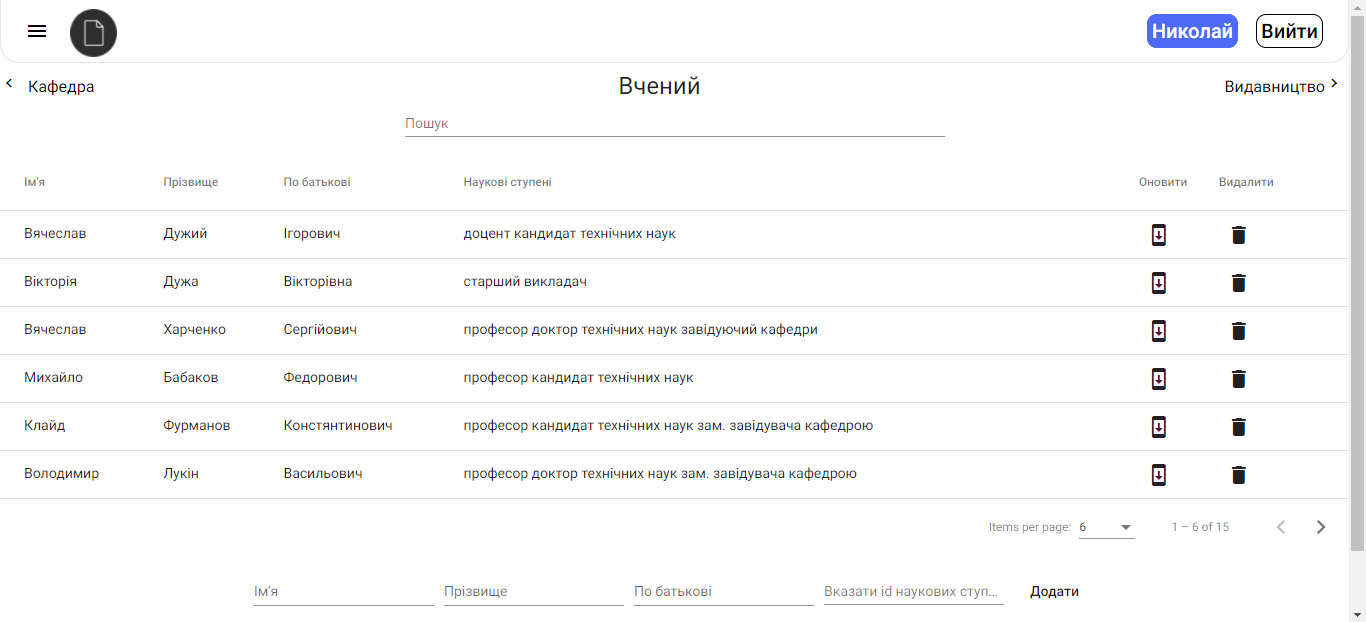 Николай Вийти
Кафедра Вчений Видавництво
Пошук
Ім'я Прізвище По батькові Наукові ступені Оновити Видалити
Вячеслав Дужий Ігорович доцент кандидат технічних наук
Вікторія Дужа Вікторівна старший викладач
Вячеслав Харченко Сергійович професор доктор технічних наук завідуючий кафедри
Михайло Бабаков Федорович професор кандидат технічних наук
Клайд Фурманов Констянтинович професор кандидат технічних наук зам. завідувача кафедрою
Володимир Лукін Васильович професор доктор технічних наук зам. завідувача кафедрою
Items per page: 6 1 – 6 of 15
Ім'я Прізвище По батькові Вказати id наукових ступ... Додати